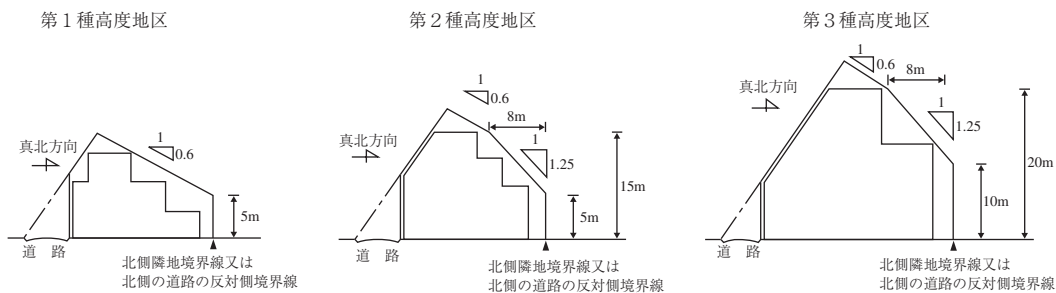 第１種高度地区
真北方向
1
0.6
5m
道 路
北側隣地境界線又は
北側の道路の反対側境界線
第２種高度地区
1
0.6
8m
真北方向
1
1.25
15m
5m
道 路
北側隣地境界線又は
北側の道路の反対側境界線
第３種高度地区
1
0.6
8m
真北方向
1
1.25
20m
10m
道 路
北側隣地境界線又は
北側の道路の反対側境界線